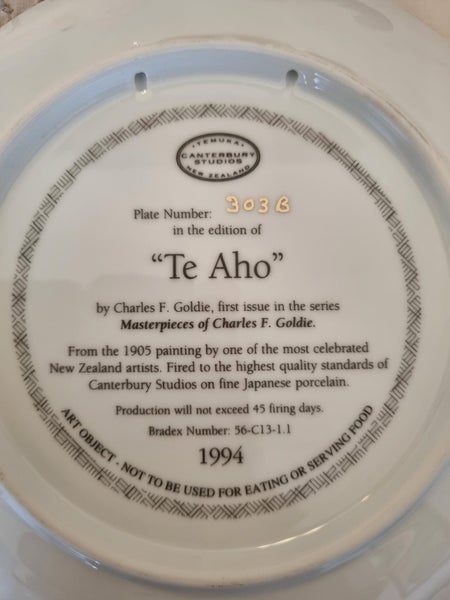 TEMUKA
CANTERBURY
STUDIOS
NEW ZEALAND
Plate Number: 303B
in the edition of
“Te Aho”
by Charles F. Goldie, first issue in the series
Masterpieces of Charles F. Goldie.
From the 1905 painting by one of the most celebrated
New Zealand artists. Fired to the highest quality standards of
Canterbury Studios on fine Japanese porcelain.
Production will not exceed 45 firing days.
Bradex Number: 56-C13-1.1
1994
ART OBJECT - NOT TO BE USED FOR EATING OR SERVING FOOD